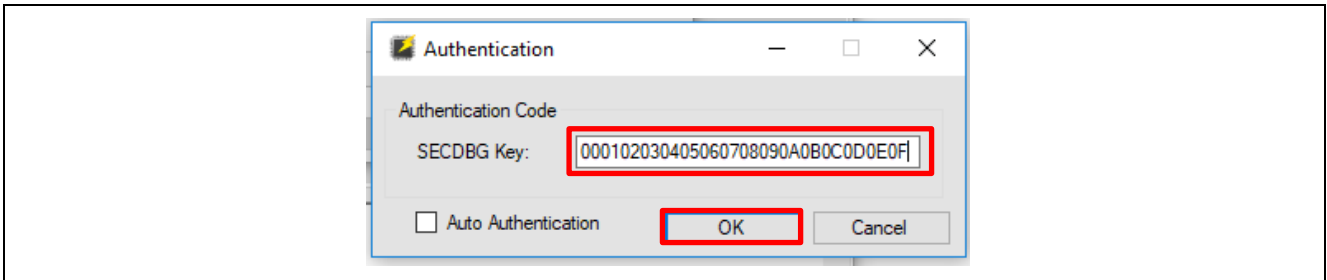 Authentication
Authentication Code
SECDBG Key: 000102030405060708090A0B0C0D0E0F
Auto Authentication OK Cancel